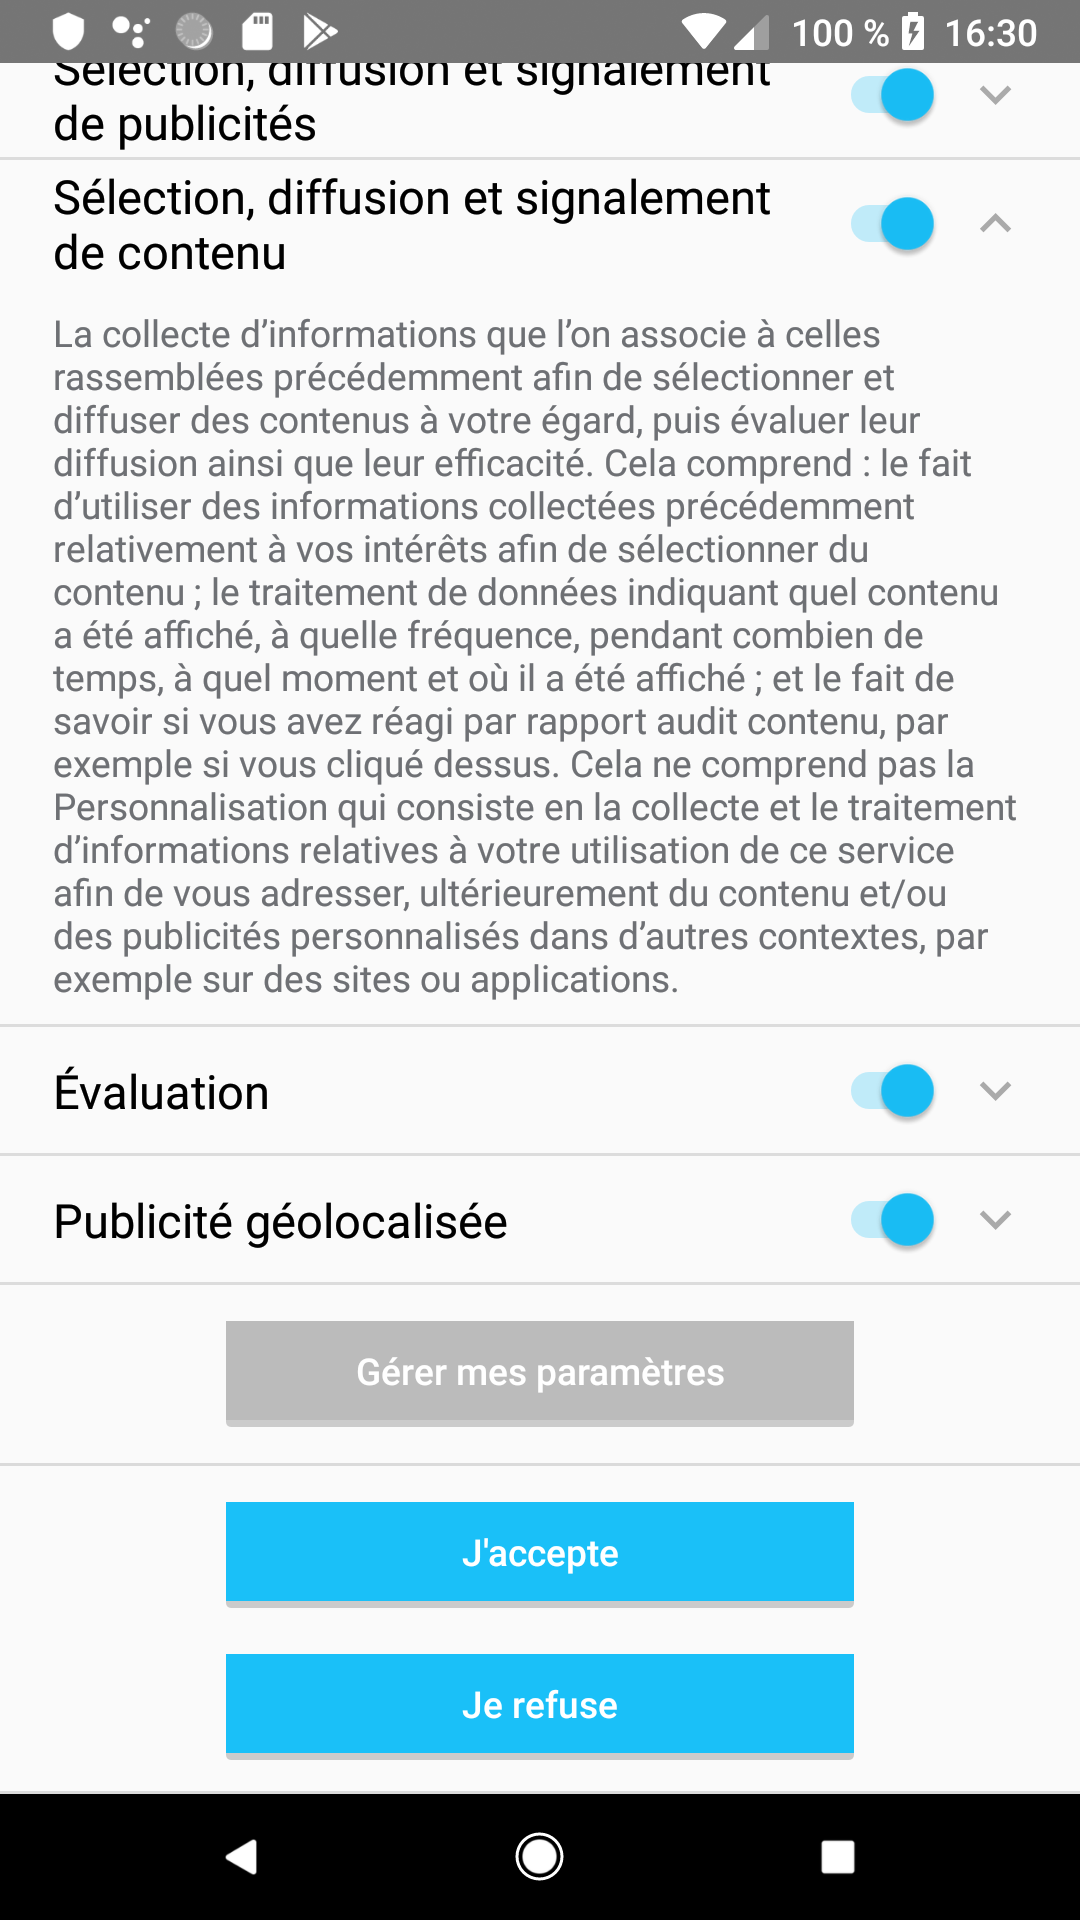 100 % 16:30
Sélection, diffusion et signalement
de publicités
Sélection, diffusion et signalement
de contenu
La collecte d’informations que l’on associe à celles
rassemblées précédemment afin de sélectionner et
diffuser des contenus à votre égard, puis évaluer leur
diffusion ainsi que leur efficacité. Cela comprend : le fait
d’utiliser des informations collectées précédemment
relativement à vos intérêts afin de sélectionner du
contenu ; le traitement de données indiquant quel contenu
a été affiché, à quelle fréquence, pendant combien de
temps, à quel moment et où il a été affiché ; et le fait de
savoir si vous avez réagi par rapport audit contenu, par
exemple si vous cliqué dessus. Cela ne comprend pas la
Personnalisation qui consiste en la collecte et le traitement
d’informations relatives à votre utilisation de ce service
afin de vous adresser, ultérieurement du contenu et/ou
des publicités personnalisés dans d’autres contextes, par
exemple sur des sites ou applications.
Évaluation
Publicité géolocalisée
Gérer mes paramètres
J'accepte
Je refuse